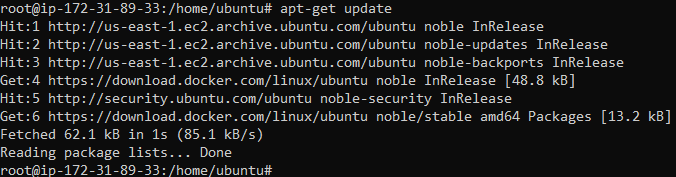 root@ip-172-31-89-33:/home/ubuntu# apt-get update
Hit:1 http://us-east-1.ec2.archive.ubuntu.com/ubuntu noble InRelease
Hit:2 http://us-east-1.ec2.archive.ubuntu.com/ubuntu noble-updates InRelease
Hit:3 http://us-east-1.ec2.archive.ubuntu.com/ubuntu noble-backports InRelease
Get:4 https://download.docker.com/linux/ubuntu noble InRelease [48.8 kB]
Hit:5 http://security.ubuntu.com/ubuntu noble-security InRelease
Get:6 https://download.docker.com/linux/ubuntu noble/stable amd64 Packages [13.2 kB]
Fetched 62.1 kB in 1s (85.1 kB/s)
Reading package lists... Done
root@ip-172-31-89-33:/home/ubuntu#